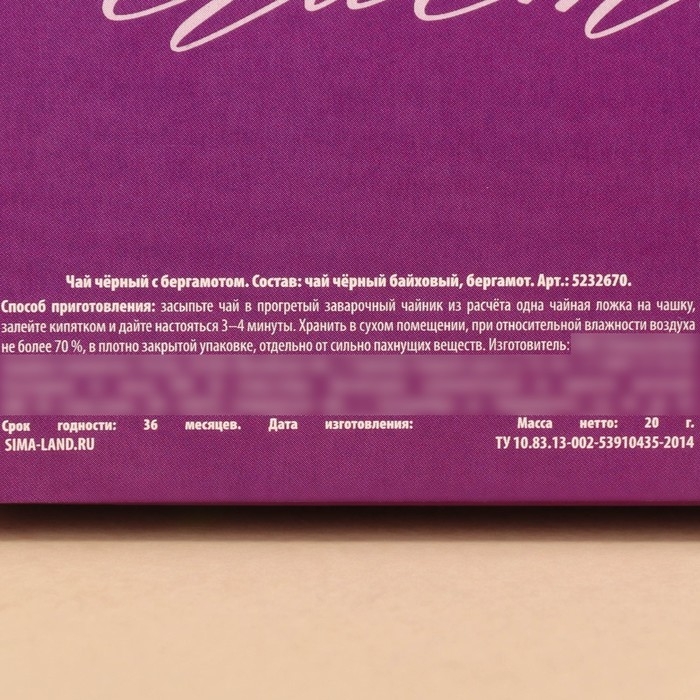 Чай чёрный с бергамотом. Состав: чай чёрный байховый, бергамот. Арт.: 5232670.
Способ приготовления: засыпьте чай в прогретый заварочный чайник из расчёта одна чайная ложка на чашку,
залейте кипятком и дайте настояться 3–4 минуты. Хранить в сухом помещении, при относительной влажности воздуха
не более 70 %, в плотно закрытой упаковке, отдельно от сильно пахнущих веществ. Изготовитель:
Срок годности: 36 месяцев. Дата изготовления: Масса нетто: 20 г.
SIMA-LAND.RU ТУ 10.83.13-002-53910435-2014